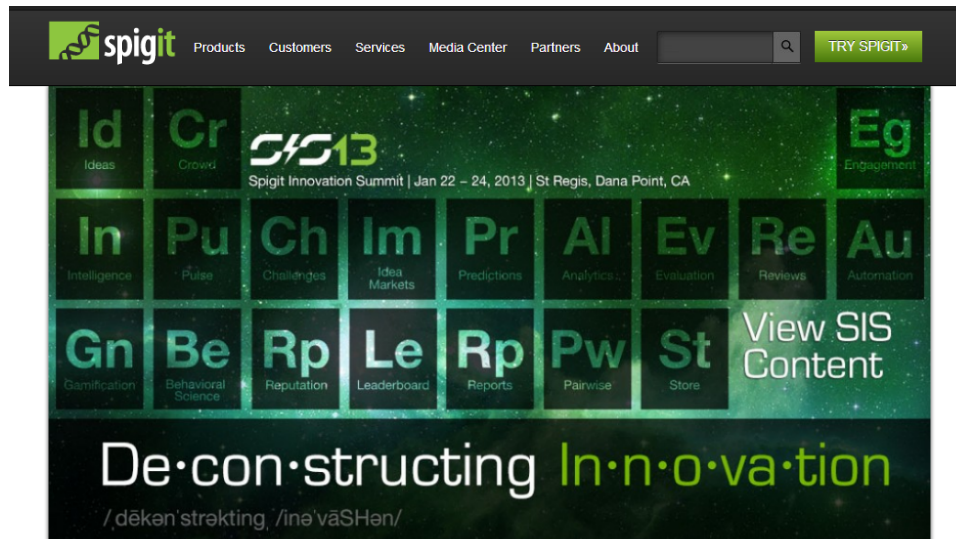 spigit Products Customers Services Media Center Partners About TRY SPIGIT»
Id Cr Eg
Ideas Crowd Engagement
SIS13
Spigit Innovation Summit | Jan 22 – 24, 2013 | St Regis, Dana Point, CA
In Pu Ch Im Pr Al Ev Re Au
Intelligence Pulse Challenges Idea Markets Predictions Analytics Evaluation Reviews Automation
Gn Be Rp Le Rp Pw St
Gamification Behavioral Science Reputation Leaderboard Reports Pairwise Store
View SIS
Content
De·con·structing In·n·o·va·tion
/ˌdēkənˈstrəkting ˌ/inəˈvāSHən/